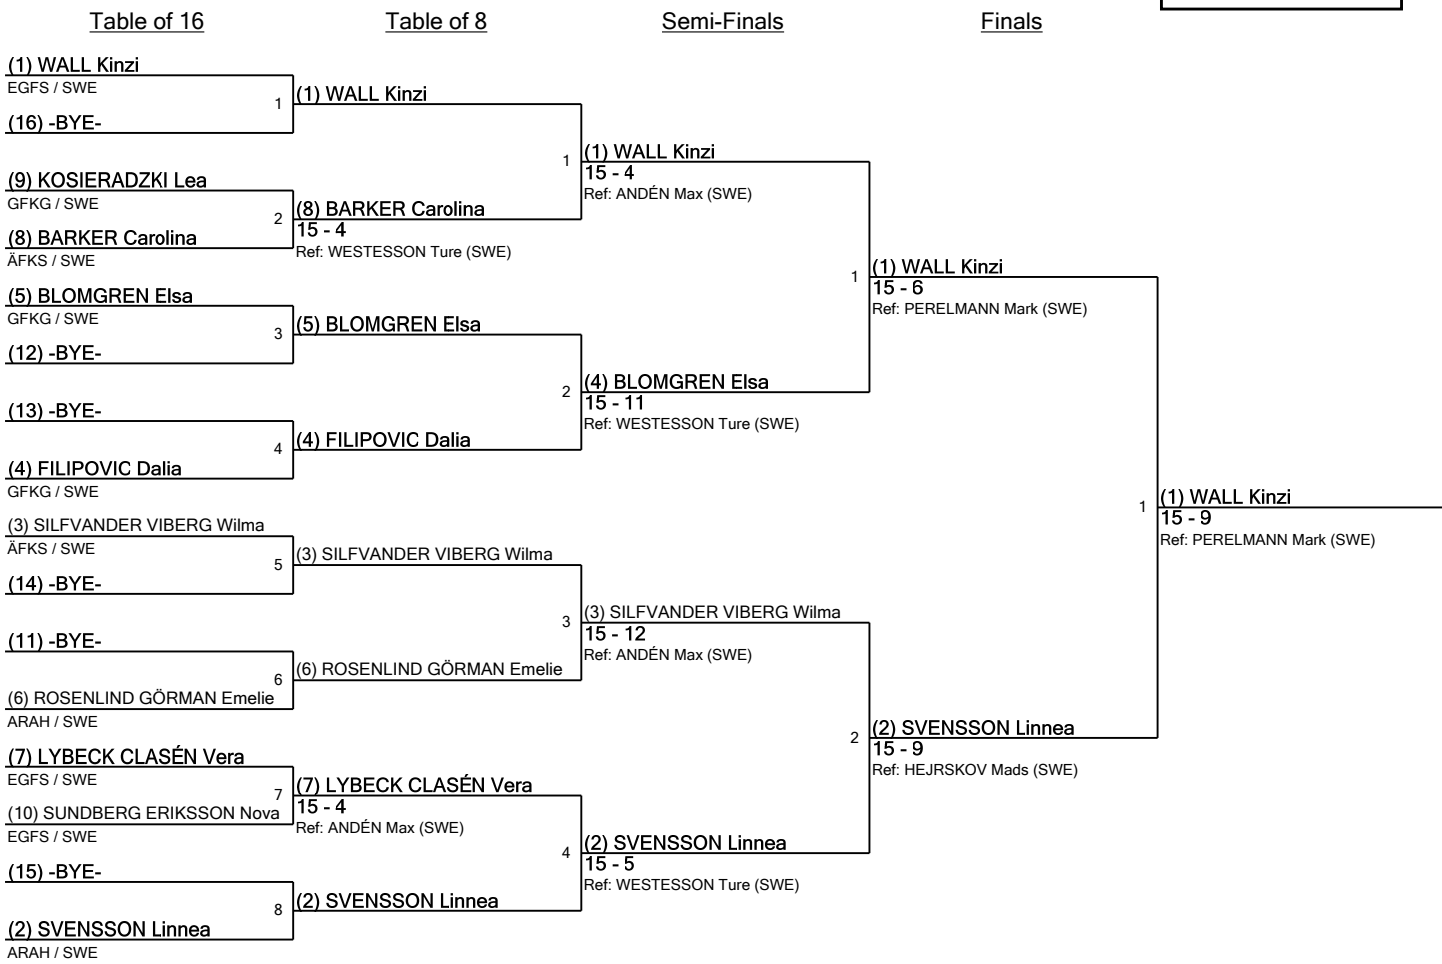 Table of 16
Table of 8
Semi-Finals
Finals
(1) WALL Kinzi
EGFS / SWE
(16) -BYE-
(9) KOSIERADZKI Lea
GFKG / SWE
(8) BARKER Carolina
ÄFKS / SWE
(5) BLOMGREN Elsa
GFKG / SWE
(12) -BYE-
(13) -BYE-
(4) FILIPOVIC Dalia
GFKG / SWE
(3) SILFVANDER VIBERG Wilma
ÄFKS / SWE
(14) -BYE-
(11) -BYE-
(6) ROSENLIND GÖRMAN Emelie
ARAH / SWE
(7) LYBECK CLASÉN Vera
EGFS / SWE
(10) SUNDBERG ERIKSSON Nova
EGFS / SWE
(15) -BYE-
(2) SVENSSON Linnea
ARAH / SWE
1 (1) WALL Kinzi
2 (8) BARKER Carolina
15 - 4
Ref: WESTESSON Ture (SWE)
3 (5) BLOMGREN Elsa
4 (4) FILIPOVIC Dalia
5 (3) SILFVANDER VIBERG Wilma
6 (6) ROSENLIND GÖRMAN Emelie
7 (7) LYBECK CLASÉN Vera
15 - 4
Ref: ANDÉN Max (SWE)
8 (2) SVENSSON Linnea
1 (1) WALL Kinzi
15 - 4
Ref: ANDÉN Max (SWE)
2 (4) BLOMGREN Elsa
15 - 11
Ref: WESTESSON Ture (SWE)
3 (3) SILFVANDER VIBERG Wilma
15 - 12
Ref: ANDÉN Max (SWE)
4 (2) SVENSSON Linnea
15 - 5
Ref: WESTESSON Ture (SWE)
1 (1) WALL Kinzi
15 - 6
Ref: PERELMANN Mark (SWE)
2 (2) SVENSSON Linnea
15 - 9
Ref: HEJRSKOV Mads (SWE)
1 (1) WALL Kinzi
15 - 9
Ref: PERELMANN Mark (SWE)